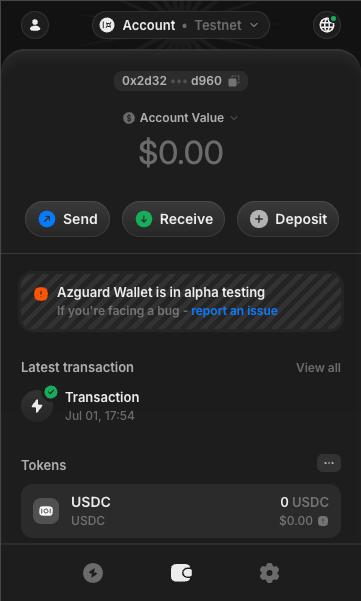 Account • Testnet
0x2d32 ••• d960
Account Value
$0.00
Send Receive Deposit
Azguard Wallet is in alpha testing
If you're facing a bug - report an issue
Latest transaction View all
Transaction
Jul 01, 17:54
Tokens
USDC 0 USDC
USDC $0.00